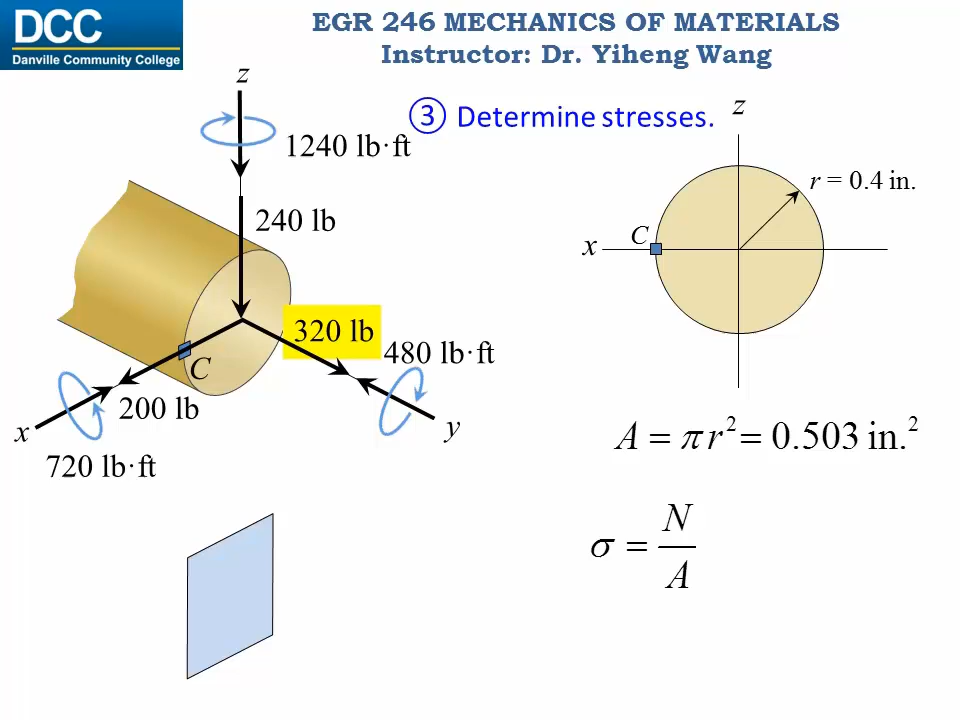 DCC
Danville Community College
EGR 246 MECHANICS OF MATERIALS
Instructor: Dr. Yiheng Wang
③ Determine stresses.
z
1240 lb·ft
240 lb
320 lb
480 lb·ft
C
200 lb
x
y
720 lb·ft
z
r = 0.4 in.
C
x
A = πr² = 0.503 in.²
σ = N/A